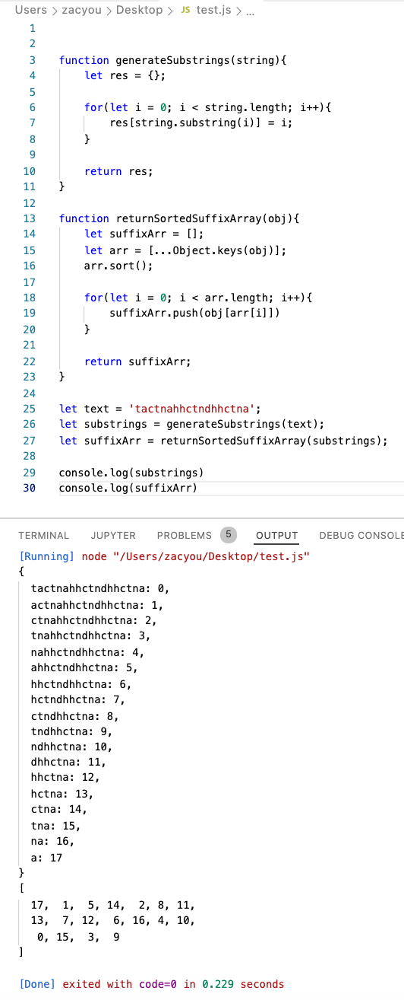 Users > zacyou > Desktop > JS test.js > ...
1
2
3 function generateSubstrings(string){
4     let res = {};
5
6     for(let i = 0; i < string.length; i++){
7         res[string.substring(i)] = i;
8     }
9
10     return res;
11 }
12
13 function returnSortedSuffixArray(obj){
14     let suffixArr = [];
15     let arr = [...Object.keys(obj)];
16     arr.sort();
17
18     for(let i = 0; i < arr.length; i++){
19         suffixArr.push(obj[arr[i]])
20     }
21
22     return suffixArr;
23 }
24
25 let text = 'tactnahhctndhhctna';
26 let substrings = generateSubstrings(text);
27 let suffixArr = returnSortedSuffixArray(substrings);
28
29 console.log(substrings)
30 console.log(suffixArr)
TERMINAL JUPYTER PROBLEMS 5 OUTPUT DEBUG CONSOLE
[Running] node "/Users/zacyou/Desktop/test.js"
{
  tactnahhctndhhctna: 0,
  actnahhctndhhctna: 1,
  ctnahhctndhhctna: 2,
  tnahhctndhhctna: 3,
  nahhctndhhctna: 4,
  ahhctndhhctna: 5,
  hhctndhhctna: 6,
  hctndhhctna: 7,
  ctndhhctna: 8,
  tndhhctna: 9,
  ndhhctna: 10,
  dhhctna: 11,
  hhctna: 12,
  hctna: 13,
  ctna: 14,
  tna: 15,
  na: 16,
  a: 17
}
[
  17,  1,  5, 14,  2, 8, 11,
  13,  7, 12,  6, 16, 4, 10,
   0, 15,  3,  9
]
[Done] exited with code=0 in 0.229 seconds